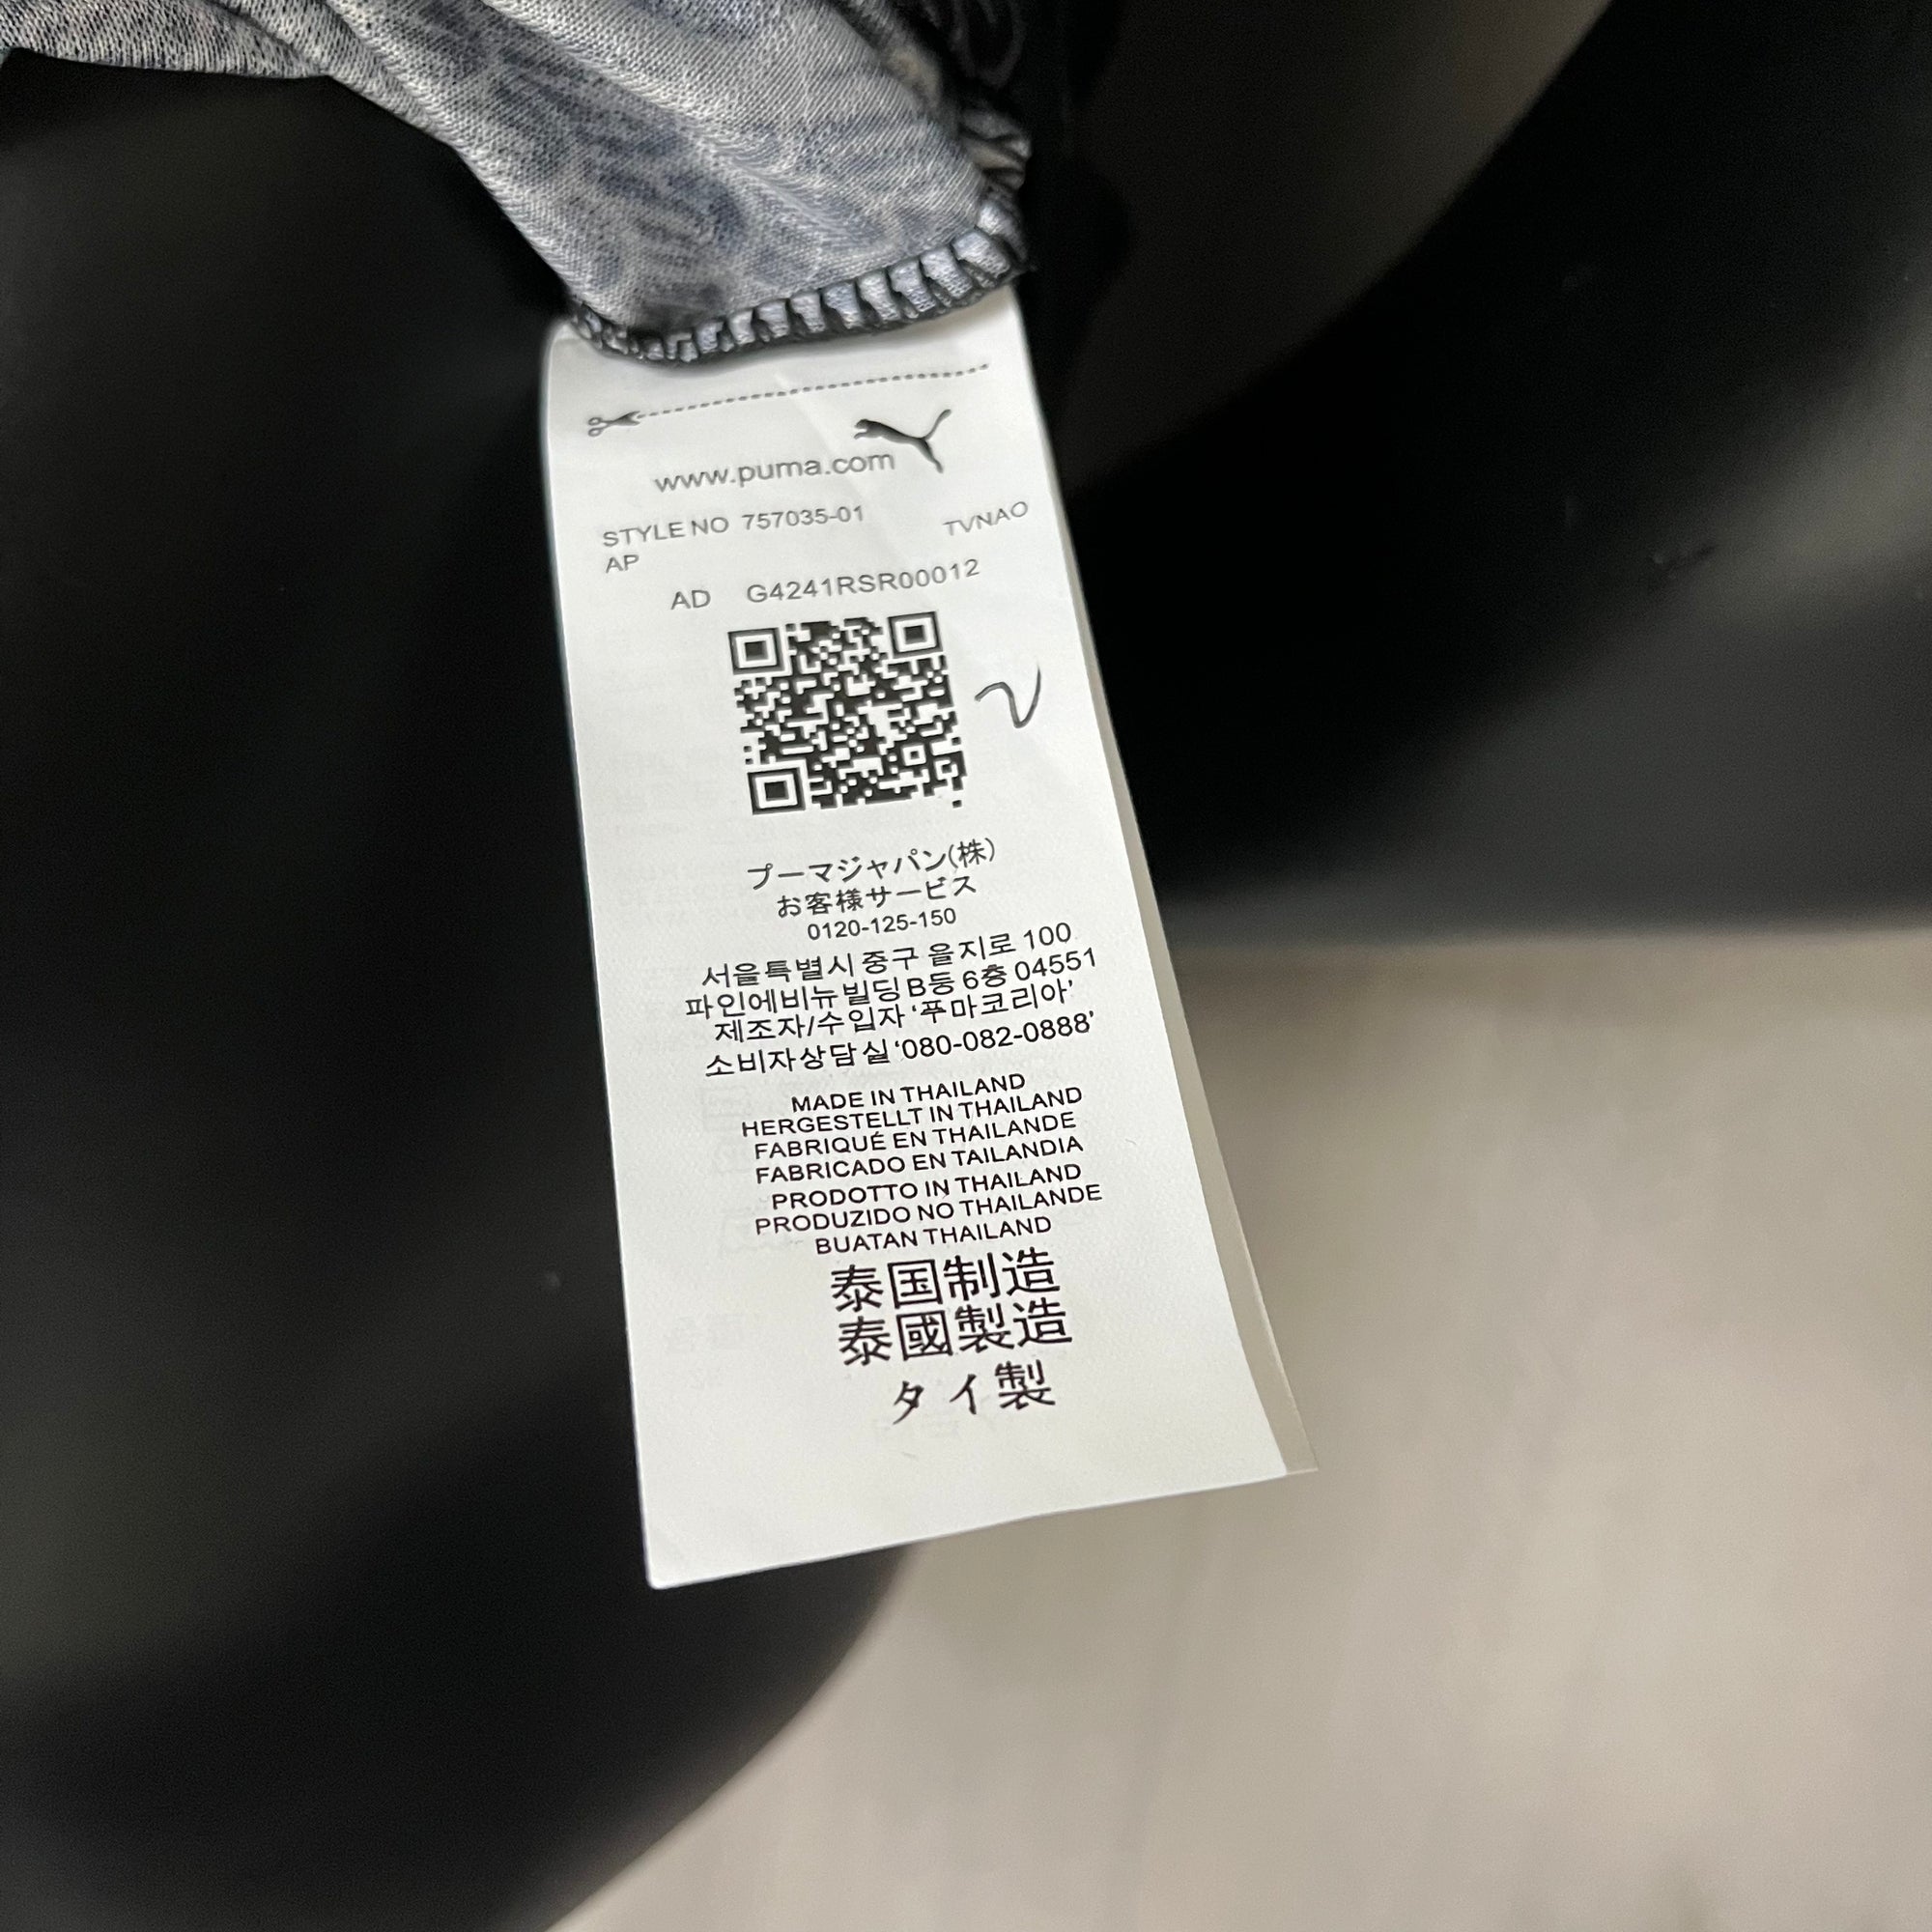 www.puma.com
STYLE NO 757035-01 TVNAO
AP
AD G4241RSR00012
プーマジャパン(株)
お客様サービス
0120-125-150
서울특별시 중구 을지로 100
파인에비뉴빌딩 B동 6층 04551
제조자/수입자 ‘푸마코리아’
소비자상담실 ‘080-082-0888’
MADE IN THAILAND
HERGESTELLT IN THAILAND
FABRIQUÉ EN THAILANDE
FABRICADO EN TAILANDIA
PRODOTTO IN THAILAND
PRODUZIDO NO THAILANDE
BUATAN THAILAND
泰国制造
泰國製造
タイ製